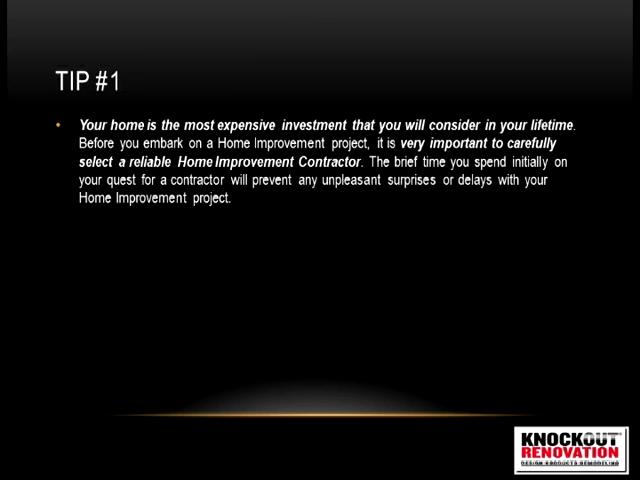 TIP #1
• Your home is the most expensive investment that you will consider in your lifetime.
Before you embark on a Home Improvement project, it is very important to carefully
select a reliable Home Improvement Contractor. The brief time you spend initially on
your quest for a contractor will prevent any unpleasant surprises or delays with your
Home Improvement project.
KNOCKOUT
RENOVATION
DESIGN PRODUCTS REMODELING